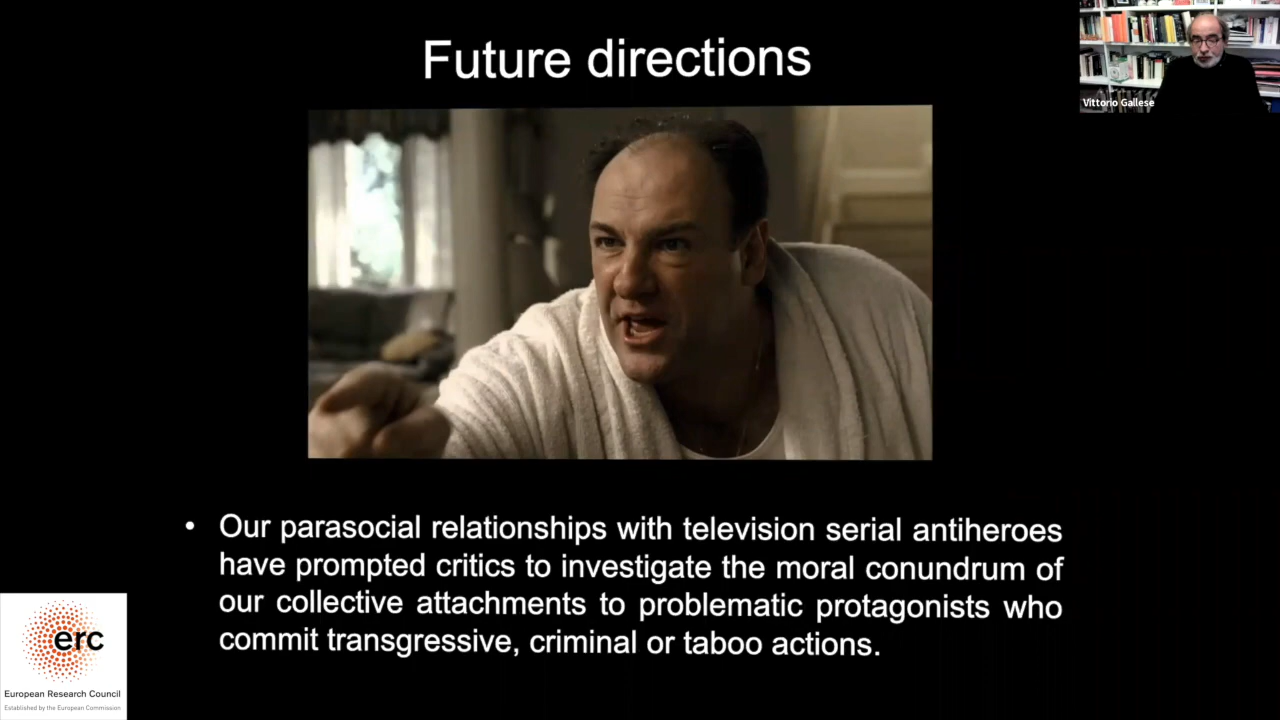 Future directions
Vittorio Gallese
• Our parasocial relationships with television serial antiheroes
have prompted critics to investigate the moral conundrum of
our collective attachments to problematic protagonists who
commit transgressive, criminal or taboo actions.
erc
European Research Council
Established by the European Commission